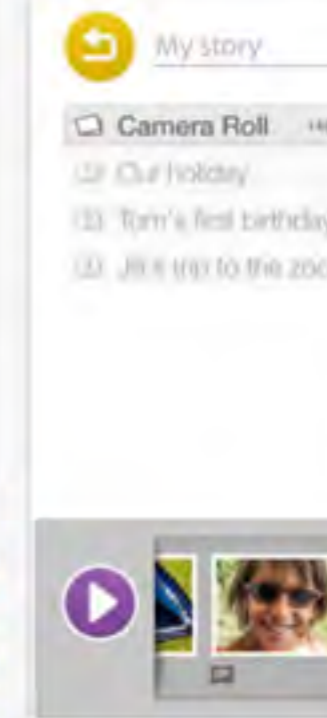 My story
Camera Roll
Our holiday
Tom's first birthday
Jill's trip to the zoo